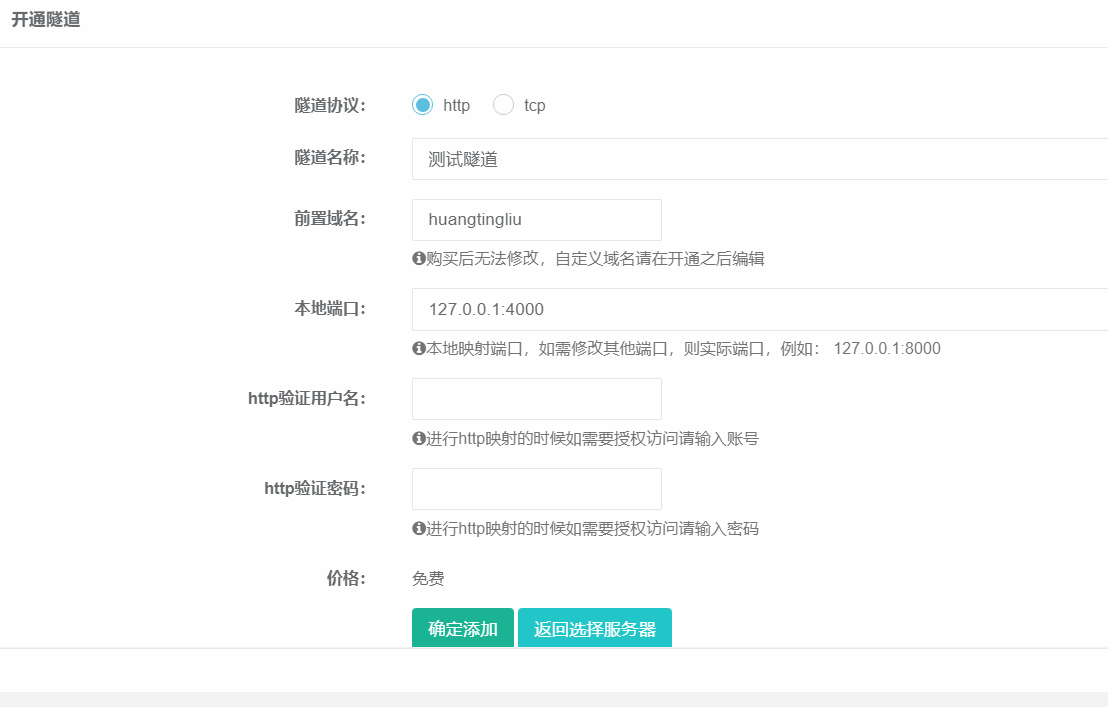 开通隧道
隧道协议： http tcp
隧道名称： 测试隧道
前置域名： huangtingliu
购买后无法修改，自定义域名请在开通之后编辑
本地端口： 127.0.0.1:4000
本地映射端口，如需修改其他端口，则实际端口，例如： 127.0.0.1:8000
http验证用户名：
进行http映射的时候如需要授权访问请输入账号
http验证密码：
进行http映射的时候如需要授权访问请输入密码
价格： 免费
确定添加 返回选择服务器